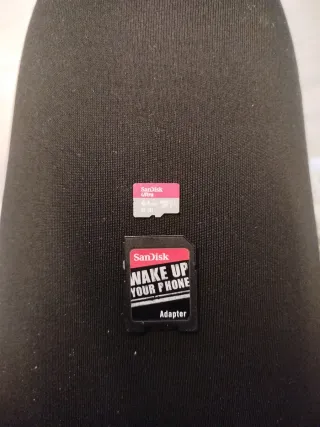 SanDisk
Ultra
SanDisk
WAKE UP
YOUR PHONE
Adapter